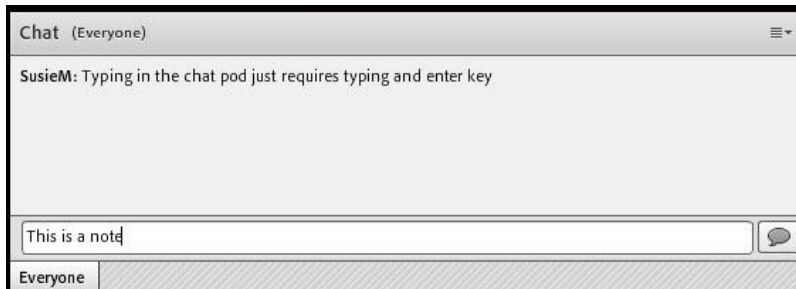 Chat (Everyone)
SusieM: Typing in the chat pod just requires typing and enter key
This is a note
Everyone